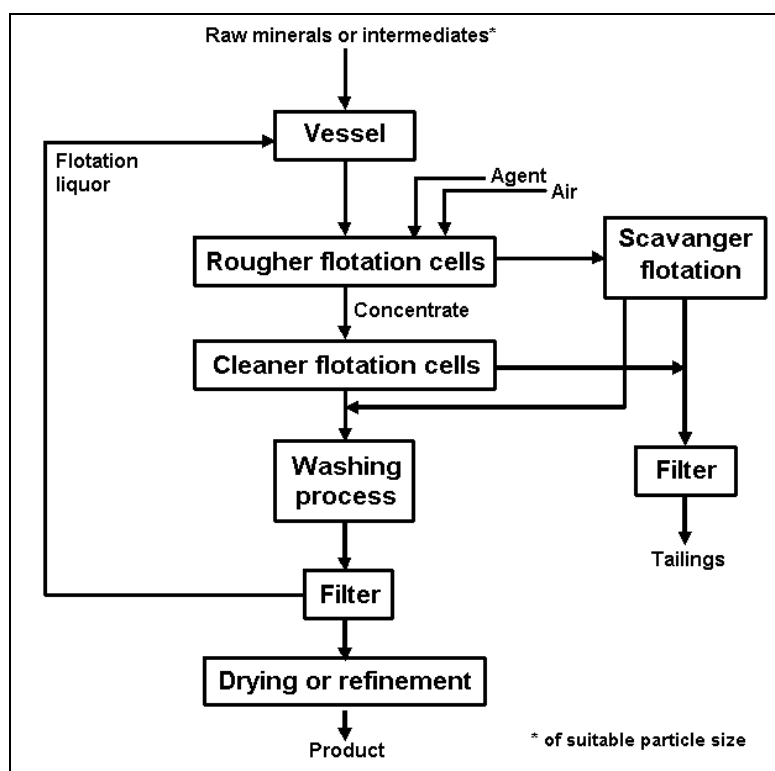 Raw minerals or intermediates*
Vessel
Flotation
liquor
Agent
Air
Rougher flotation cells
Scavanger
flotation
Concentrate
Cleaner flotation cells
Washing
process
Filter
Tailings
Filter
Drying or refinement
Product
* of suitable particle size